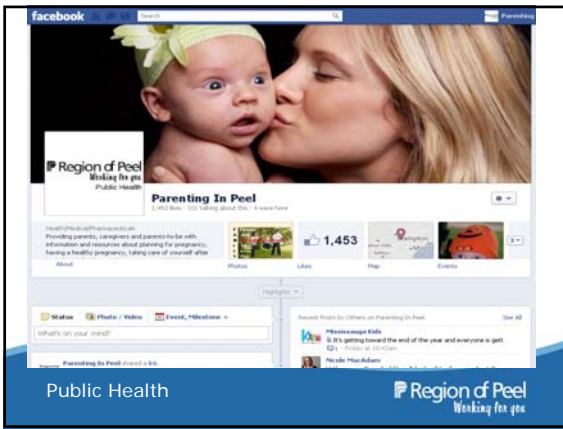 facebook
Search
Parenting
Region of Peel
Working for you
Public Health
Parenting In Peel
1,453 likes · 101 talking about this · 4 were here
Health/Medical/Pharmaceuticals
Providing parents, caregivers and parents-to-be with
information and resources about planning for pregnancy,
having a healthy pregnancy, taking care of yourself after
About
Photos
1,453
Likes
Map
Events
Highlights
Status
Photo / Video
Event, Milestone +
What's on your mind?
Parenting In Peel shared a link.
Recent Posts by Others on Parenting In Peel
See All
Mississauga Kids
It's getting toward the end of the year and everyone is gett
1 · Friday at 10:42am
Nicole MacAdam
Public Health
Region of Peel
Working for you